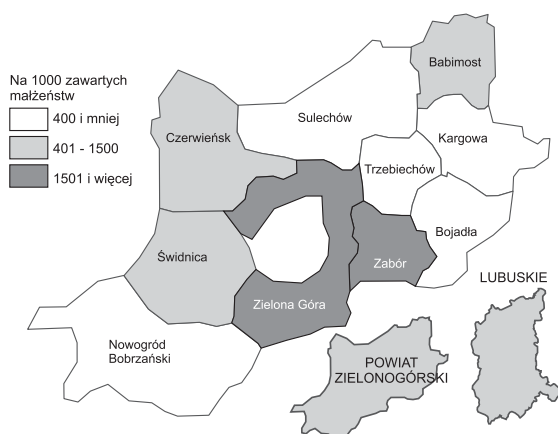 Na 1000 zawartych
małżeństw
400 i mniej
401 - 1500
1501 i więcej
Babimost
Sulechów
Kargowa
Czerwieńsk
Trzebiechów
Bojadła
Świdnica
Zabór
Zielona Góra
LUBUSKIE
Nowogród
Bobrzański
POWIAT
ZIELONOGÓRSKI